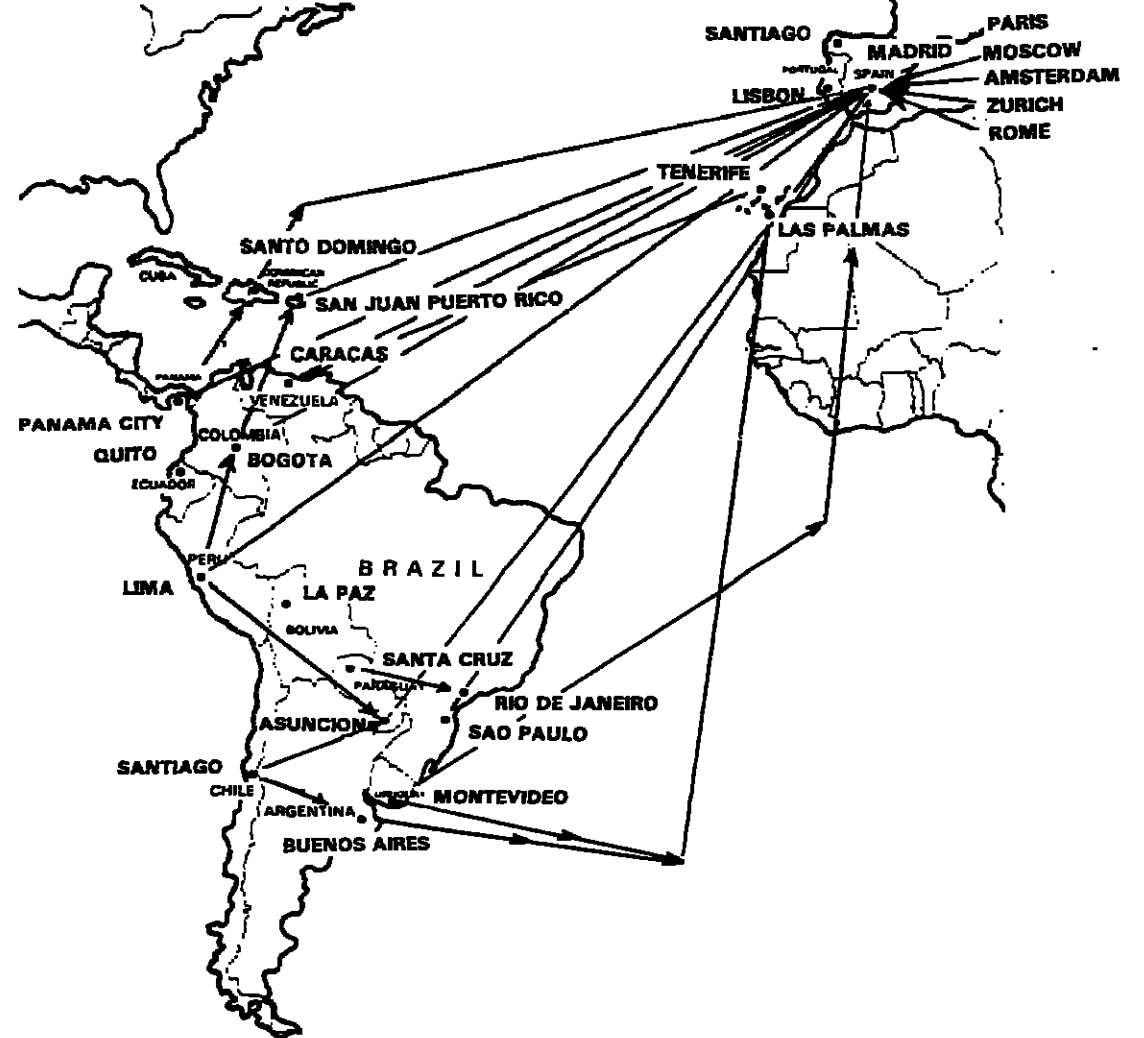 PARIS
SANTIAGO
MADRID
MOSCOW
PORTUGAL
SPAIN
AMSTERDAM
LISBON
ZURICH
ROME
TENERIFE
LAS PALMAS
SANTO DOMINGO
CUBA
DOMINICAN
REPUBLIC
SAN JUAN PUERTO RICO
CARACAS
PANAMA
VENEZUELA
PANAMA CITY
COLOMBIA
QUITO
BOGOTA
ECUADOR
PERU
BRAZIL
LIMA
LA PAZ
BOLIVIA
SANTA CRUZ
PARAGUAY
RIO DE JANEIRO
ASUNCION
SAO PAULO
SANTIAGO
CHILE
URUGUAY
MONTEVIDEO
ARGENTINA
BUENOS AIRES